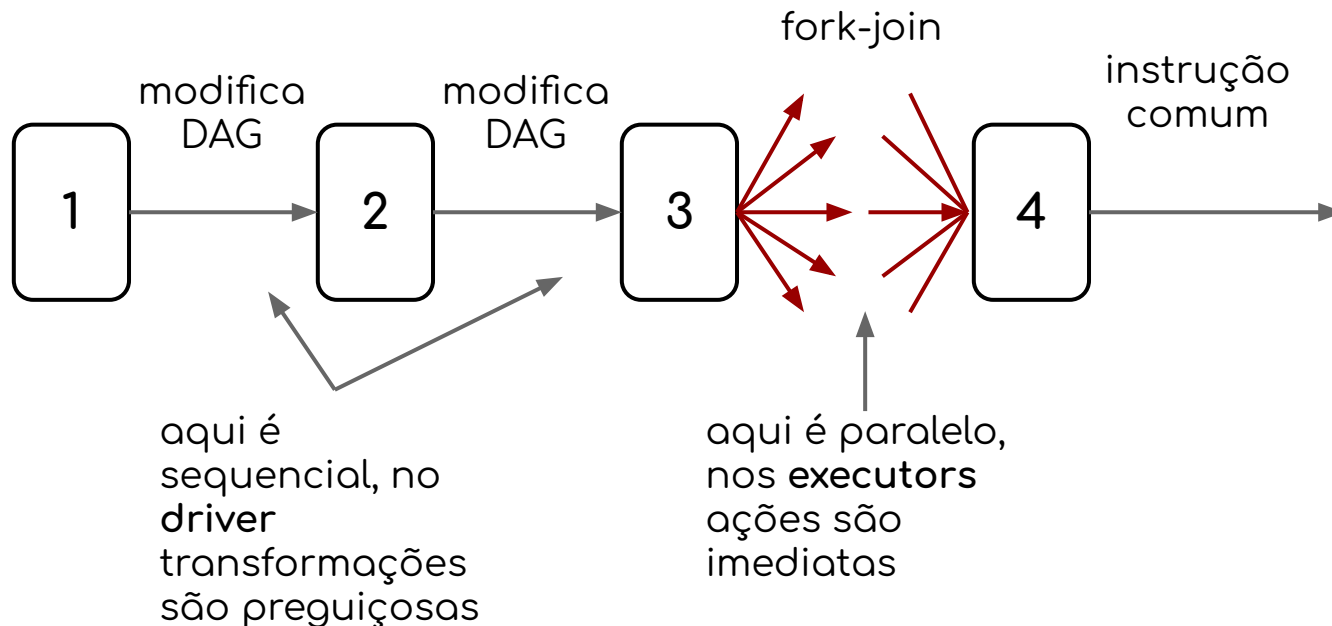 fork-join
modifica
DAG
modifica
DAG
instrução
comum
1
2
3
4
aqui é
sequencial, no
driver
transformações
são preguiçosas
aqui é paralelo,
nos executors
ações são
imediatas